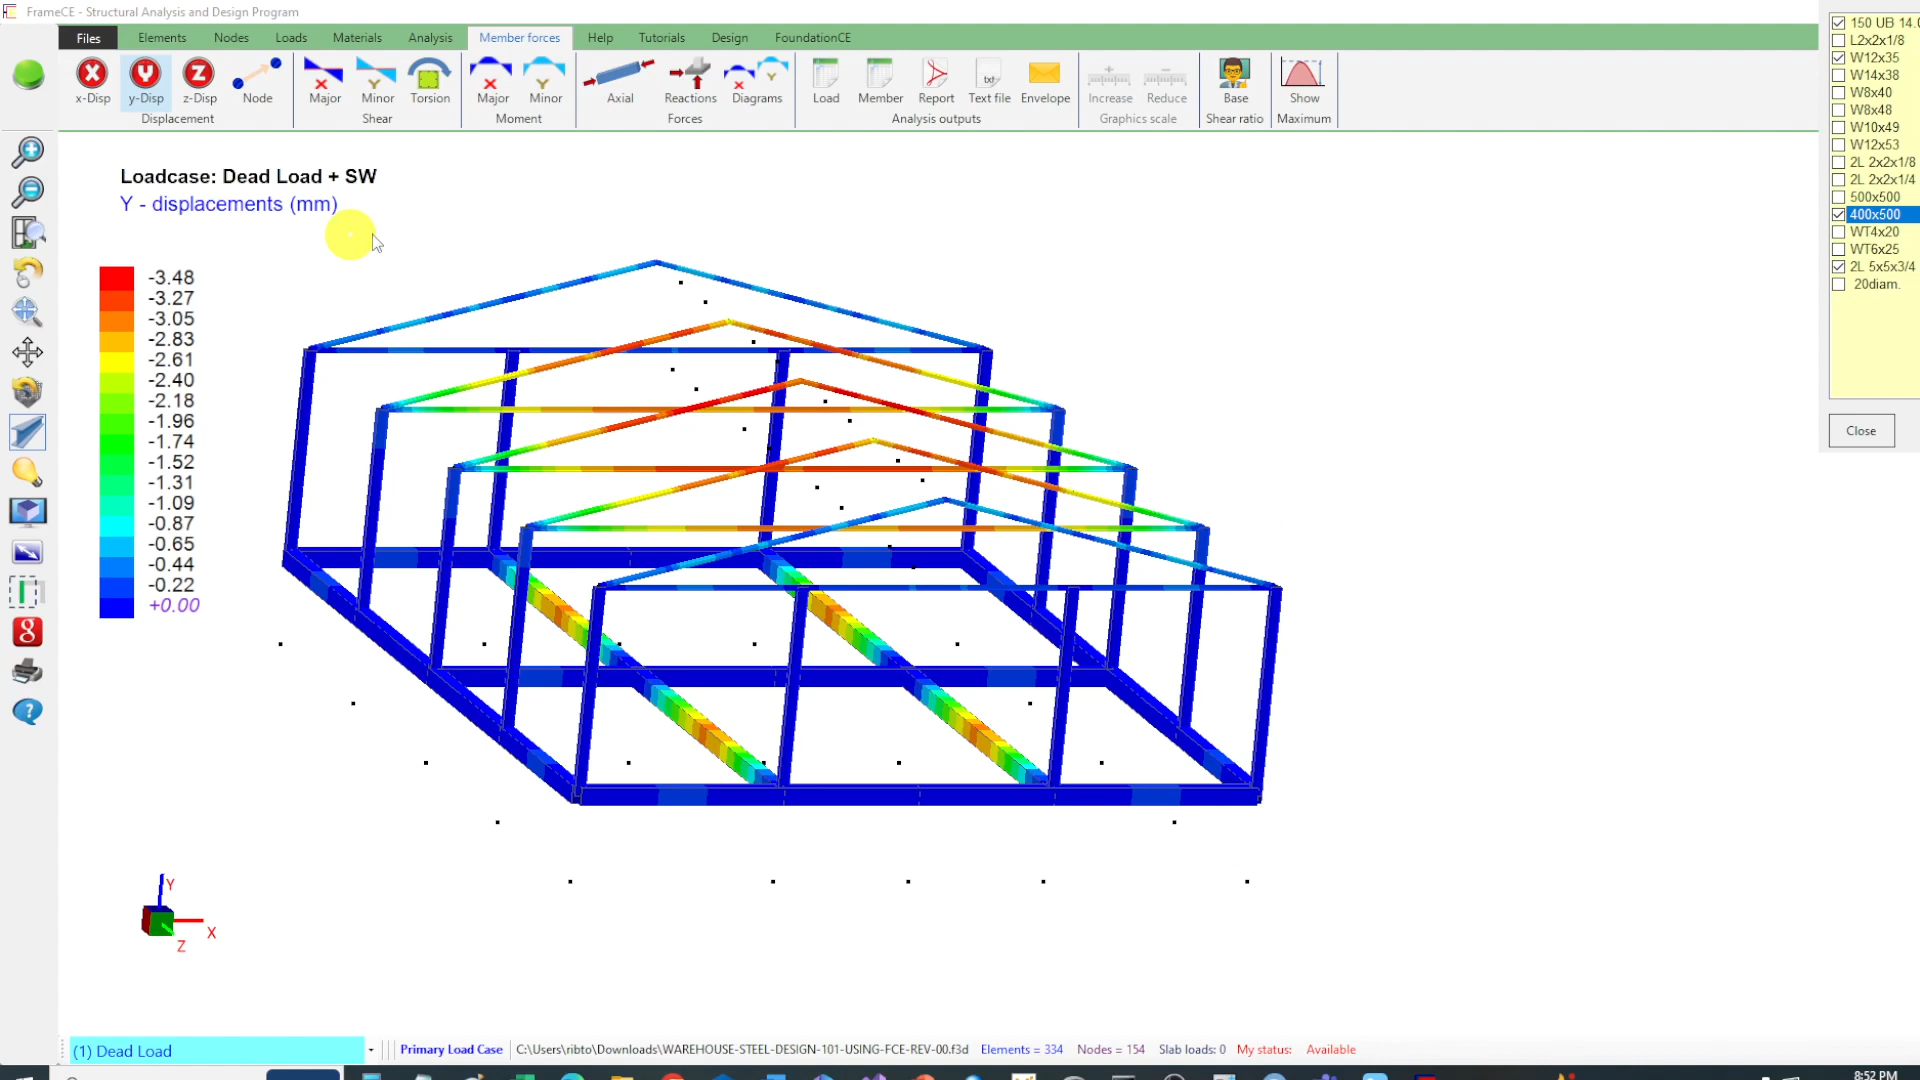 FrameCE - Structural Analysis and Design Program
Files Elements Nodes Loads Materials Analysis Member forces Help Tutorials Design FoundationCE
X Y Z X Y X Y txt
x-Disp y-Disp z-Disp Node Major Minor Torsion Major Minor Axial Reactions Diagrams Load Member Report Text file Envelope Increase Reduce Base Show
Displacement Shear Moment Forces Analysis outputs Graphics scale Shear ratio Maximum
150 UB 14.0
L2x2x1/8
W12x35
W14x38
W8x40
W8x48
W10x49
W12x53
2L 2x2x1/8
2L 2x2x1/4
500x500
400x500
WT4x20
WT6x25
2L 5x5x3/4
20diam.
Close
Loadcase: Dead Load + SW
Y - displacements (mm)
-3.48
-3.27
-3.05
-2.83
-2.61
-2.40
-2.18
-1.96
-1.74
-1.52
-1.31
-1.09
-0.87
-0.65
-0.44
-0.22
+0.00
Y
X
Z
(1) Dead Load Primary Load Case C:\Users\ribto\Downloads\WAREHOUSE-STEEL-DESIGN-101-USING-FCE-REV-00.f3d Elements = 334 Nodes = 154 Slab loads: 0 My status: Available
8:52 PM